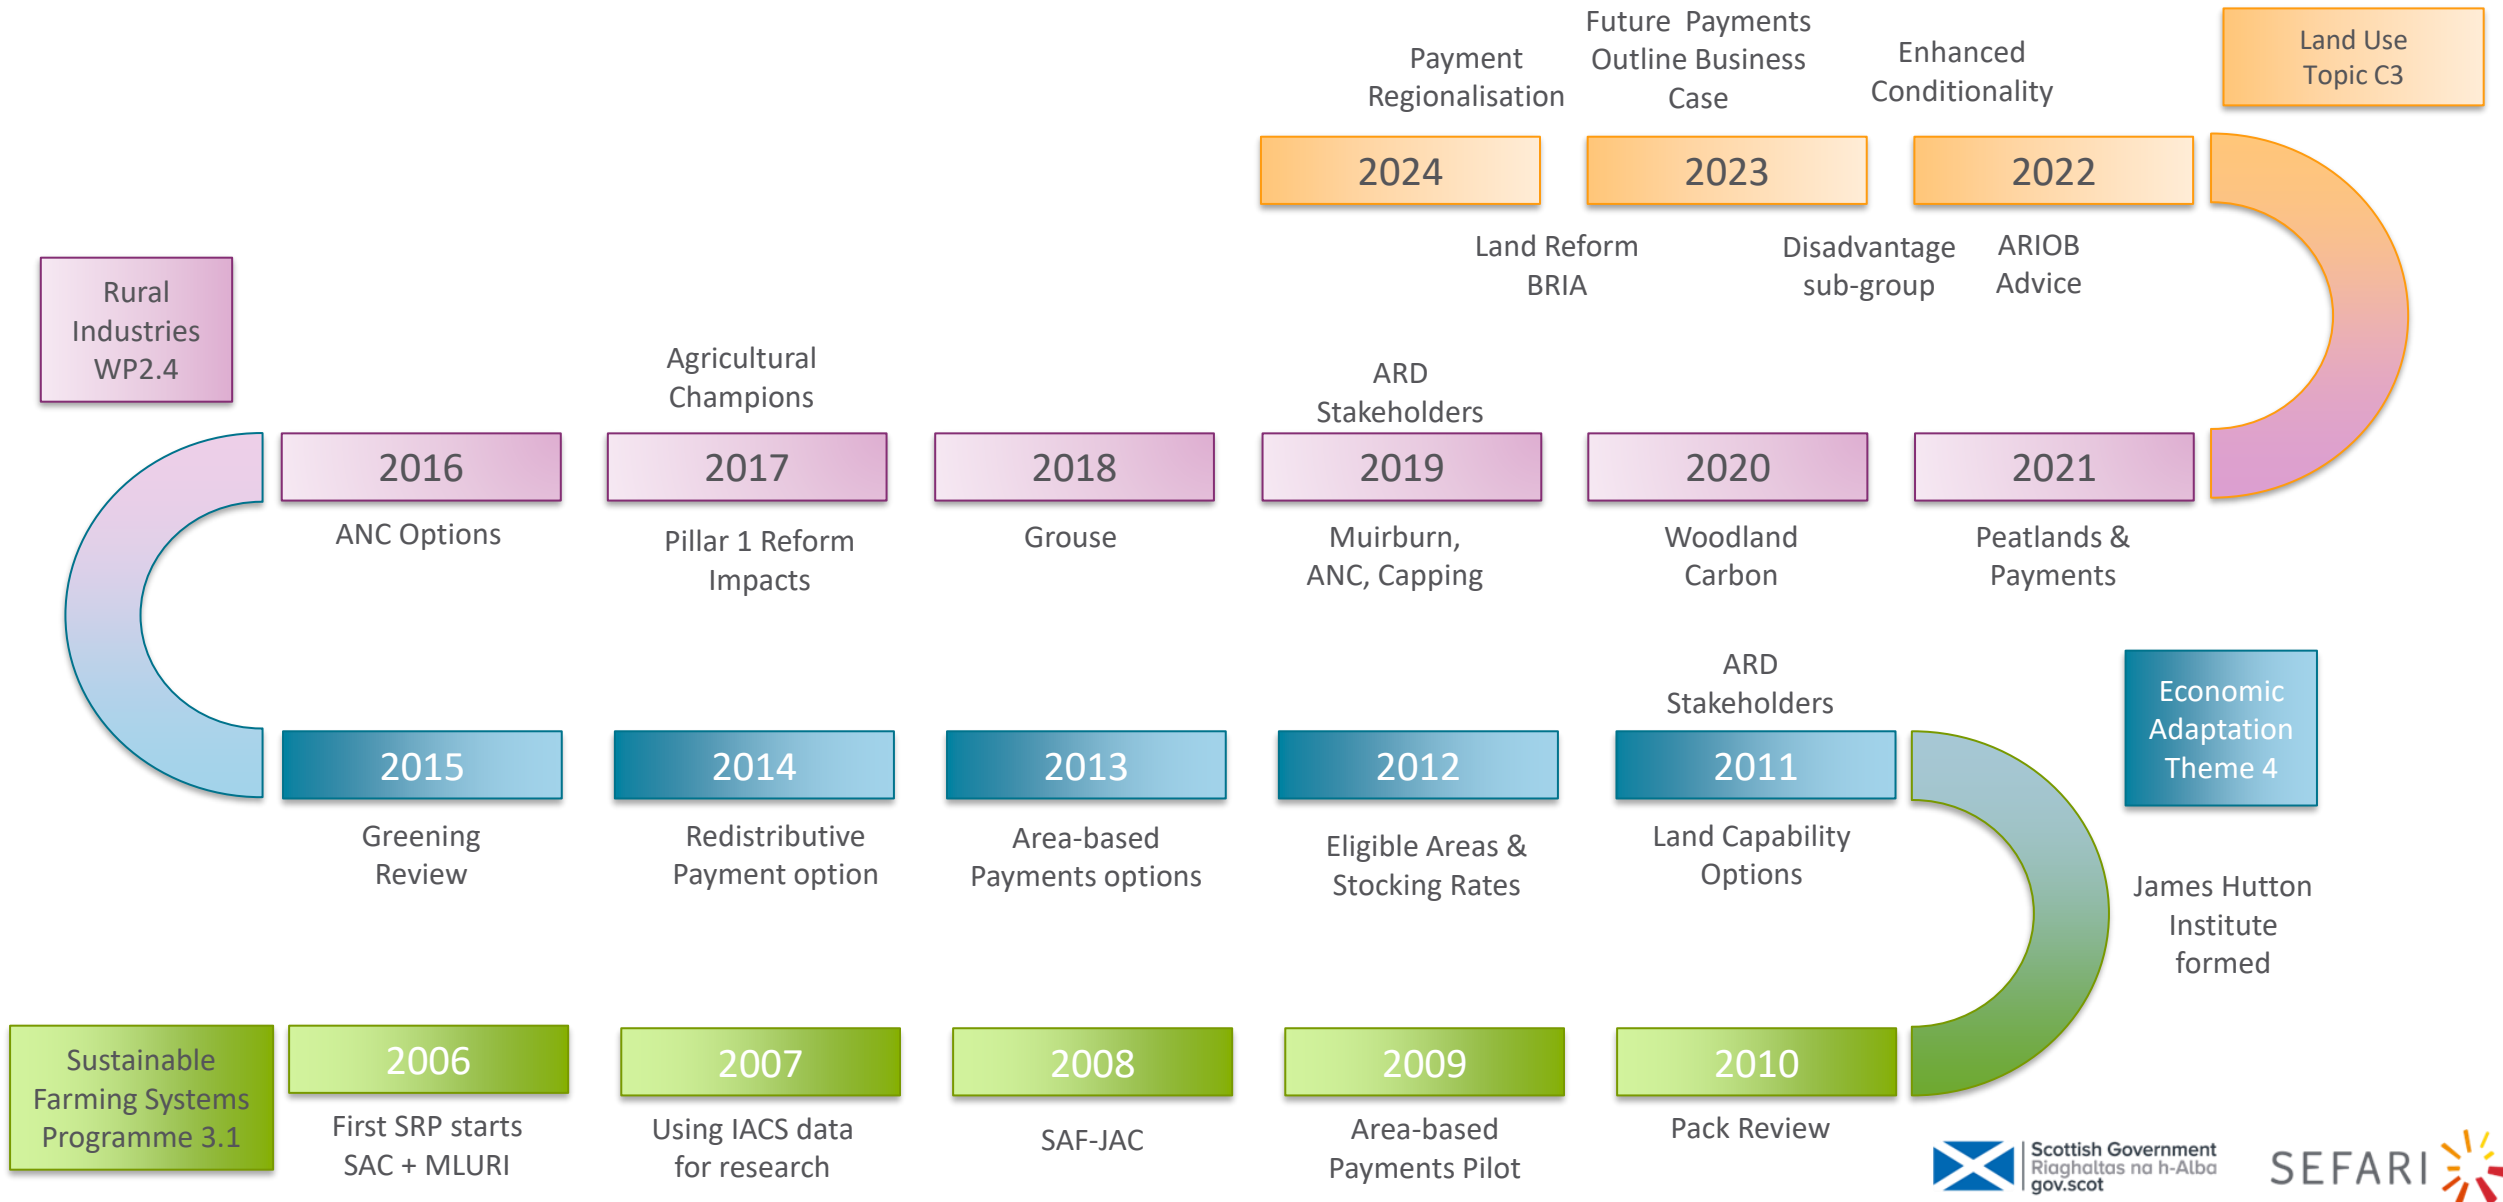 Future Payments
Outline Business
Case
Payment
Regionalisation
Enhanced
Conditionality
Land Use
Topic C3
2024
2023
2022
Land Reform
BRIA
Disadvantage
sub-group
ARIOB
Advice
Rural
Industries
WP2.4
Agricultural
Champions
ARD
Stakeholders
2016
2017
2018
2019
2020
2021
ANC Options
Pillar 1 Reform
Impacts
Grouse
Muirburn,
ANC, Capping
Woodland
Carbon
Peatlands &
Payments
ARD
Stakeholders
Economic
Adaptation
Theme 4
2015
2014
2013
2012
2011
Greening
Review
Redistributive
Payment option
Area-based
Payments options
Eligible Areas &
Stocking Rates
Land Capability
Options
James Hutton
Institute
formed
Sustainable
Farming Systems
Programme 3.1
2006
2007
2008
2009
2010
First SRP starts
SAC + MLURI
Using IACS data
for research
SAF-JAC
Area-based
Payments Pilot
Pack Review
Scottish Government
Riaghaltas na h-Alba
gov.scot
SEFARI